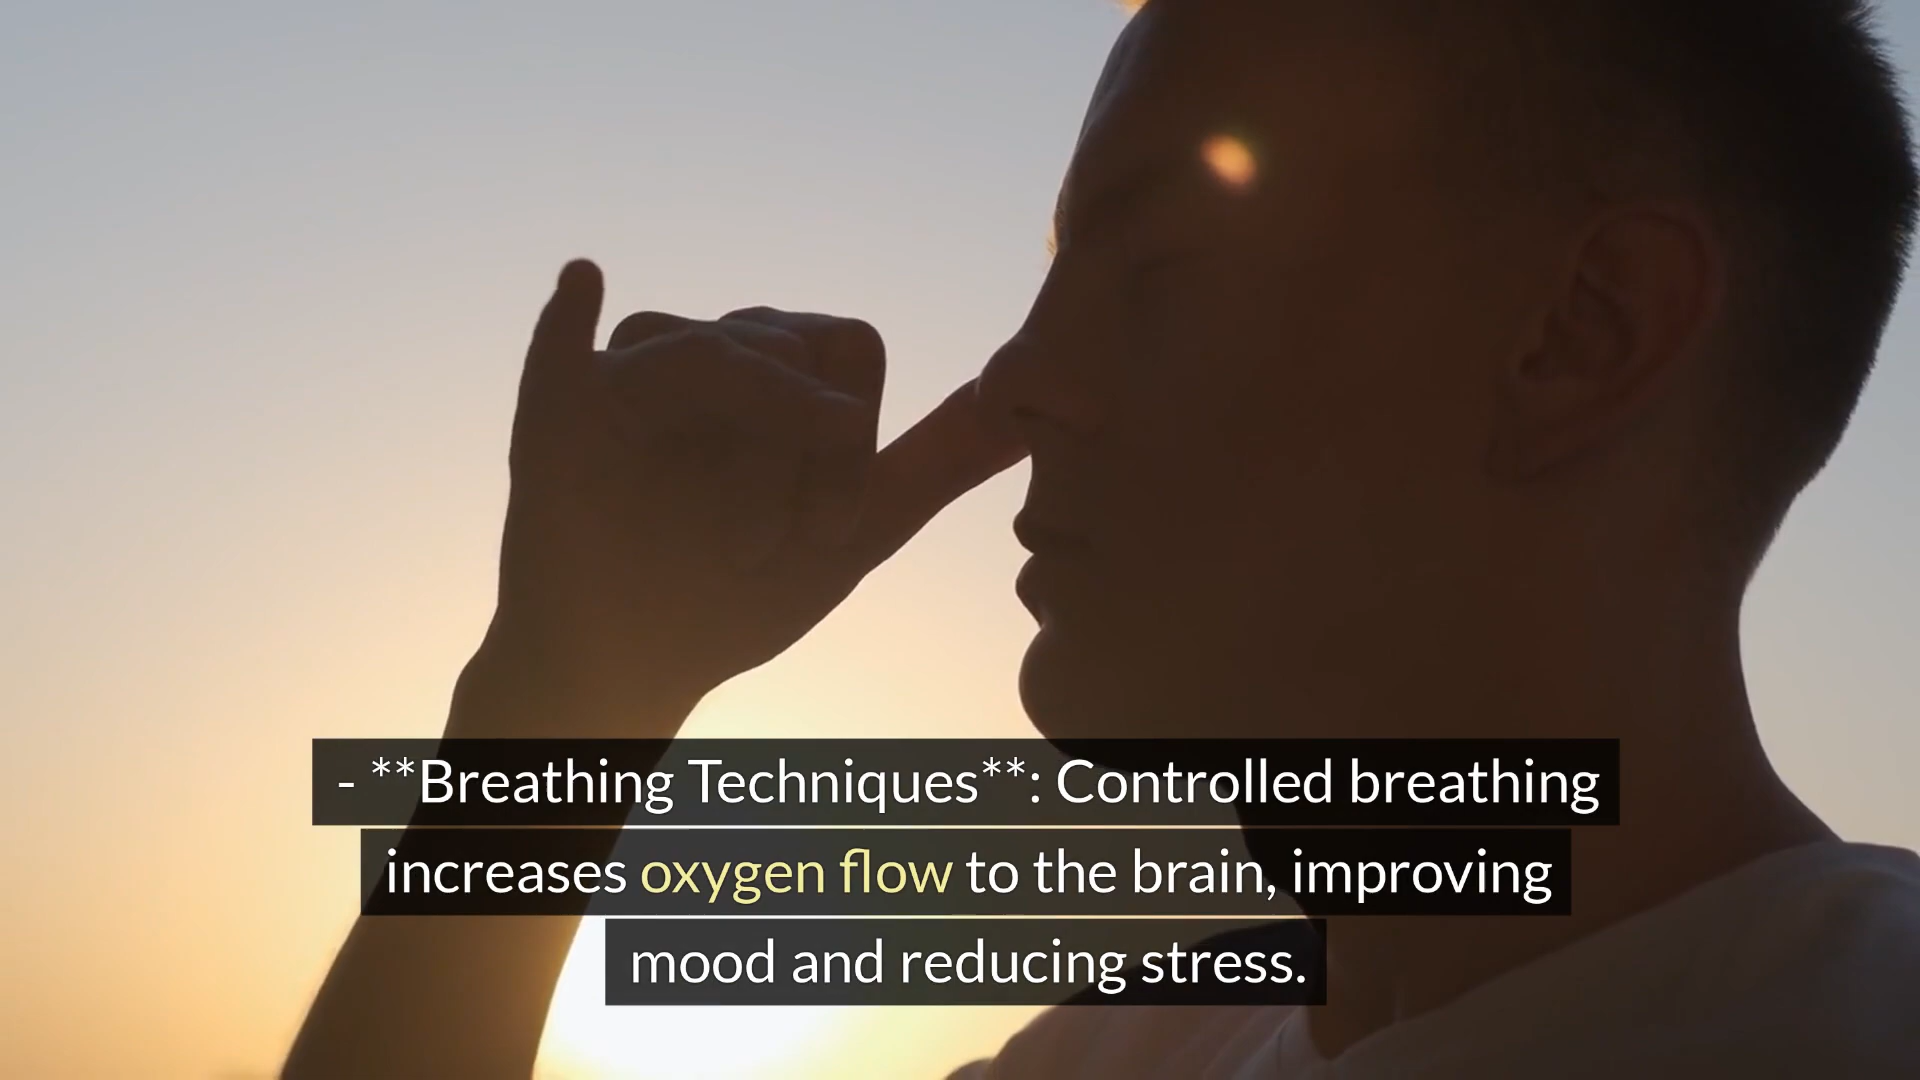 - **Breathing Techniques**: Controlled breathing
increases oxygen flow to the brain, improving
mood and reducing stress.